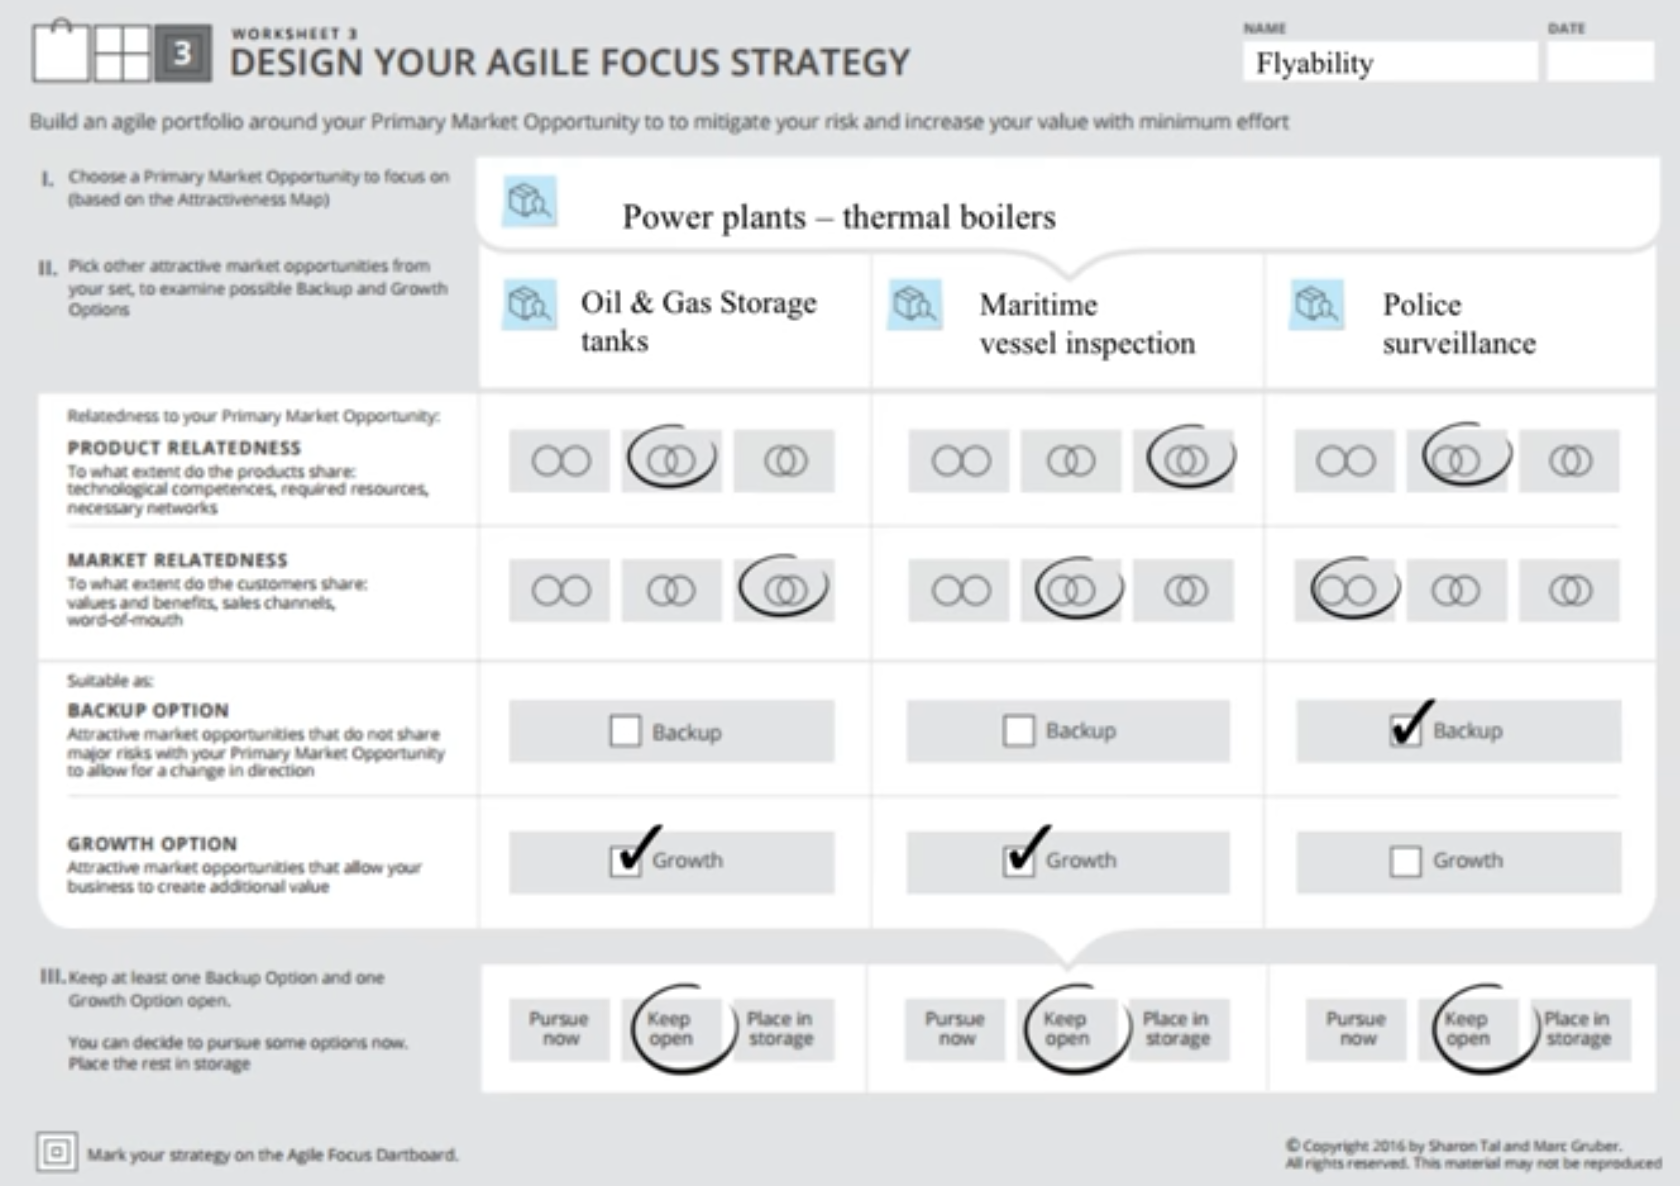 3
WORKSHEET 3
DESIGN YOUR AGILE FOCUS STRATEGY
NAME
DATE
Flyability
Build an agile portfolio around your Primary Market Opportunity to to mitigate your risk and increase your value with minimum effort
I. Choose a Primary Market Opportunity to focus on
(based on the Attractiveness Map)
Power plants – thermal boilers
II. Pick other attractive market opportunities from
your set, to examine possible Backup and Growth
Options
Oil & Gas Storage
tanks
Maritime
vessel inspection
Police
surveillance
Relatedness to your Primary Market Opportunity:
PRODUCT RELATEDNESS
To what extent do the products share:
technological competences, required resources,
necessary networks
MARKET RELATEDNESS
To what extent do the customers share:
values and benefits, sales channels,
word-of-mouth
Suitable as:
BACKUP OPTION
Attractive market opportunities that do not share
major risks with your Primary Market Opportunity
to allow for a change in direction
Backup
Backup
Backup
GROWTH OPTION
Attractive market opportunities that allow your
business to create additional value
Growth
Growth
Growth
III. Keep at least one Backup Option and one
Growth Option open.
You can decide to pursue some options now.
Place the rest in storage
Pursue
now
Keep
open
Place in
storage
Pursue
now
Keep
open
Place in
storage
Pursue
now
Keep
open
Place in
storage
Mark your strategy on the Agile Focus Dartboard.
© Copyright 2016 by Sharon Tal and Marc Gruber.
All rights reserved. This material may not be reproduced